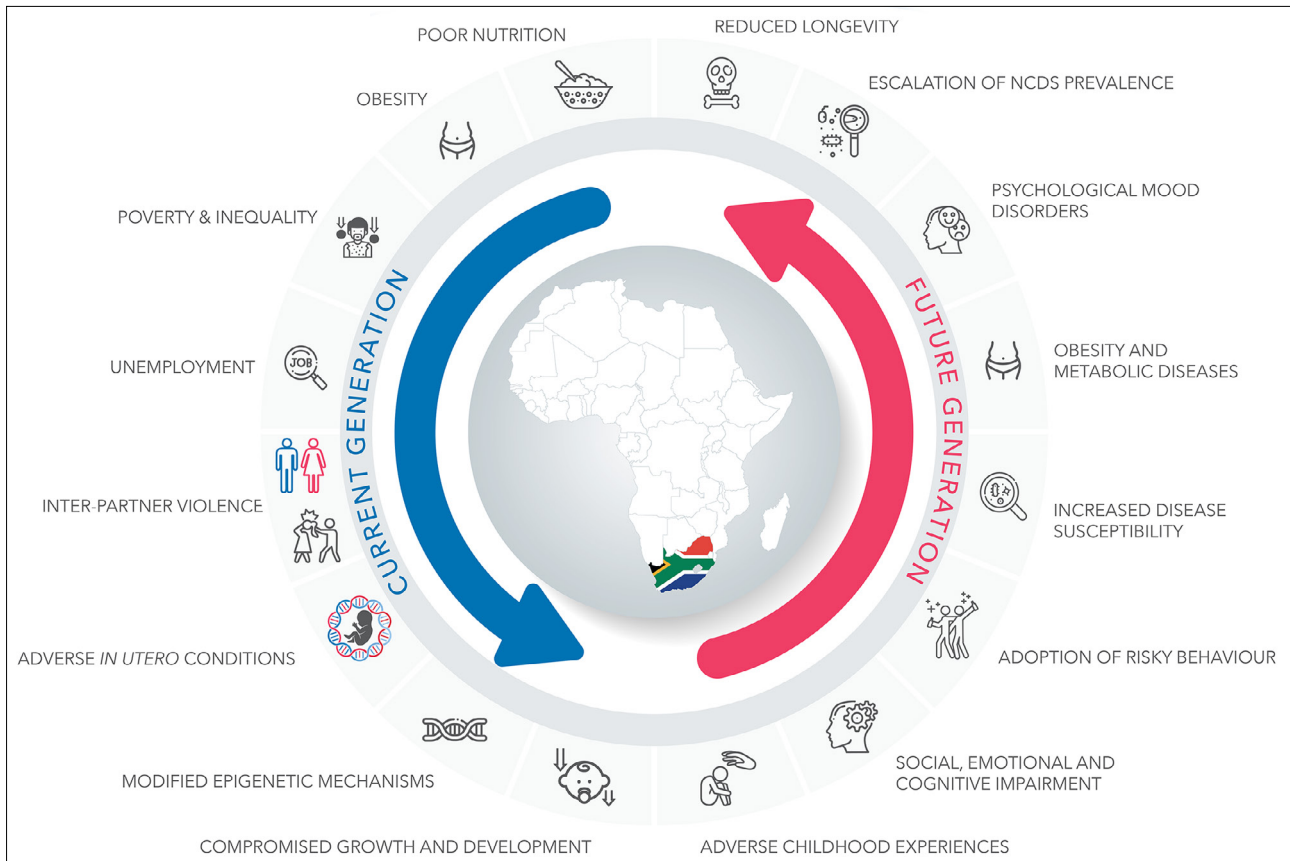 POOR NUTRITION
REDUCED LONGEVITY
OBESITY
ESCALATION OF NCDS PREVALENCE
POVERTY & INEQUALITY
PSYCHOLOGICAL MOOD
DISORDERS
UNEMPLOYMENT
JOB
OBESITY AND
METABOLIC DISEASES
CURRENT GENERATION
FUTURE GENERATION
INTER-PARTNER VIOLENCE
INCREASED DISEASE
SUSCEPTIBILITY
ADVERSE IN UTERO CONDITIONS
ADOPTION OF RISKY BEHAVIOUR
MODIFIED EPIGENETIC MECHANISMS
SOCIAL, EMOTIONAL AND
COGNITIVE IMPAIRMENT
COMPROMISED GROWTH AND DEVELOPMENT
ADVERSE CHILDHOOD EXPERIENCES